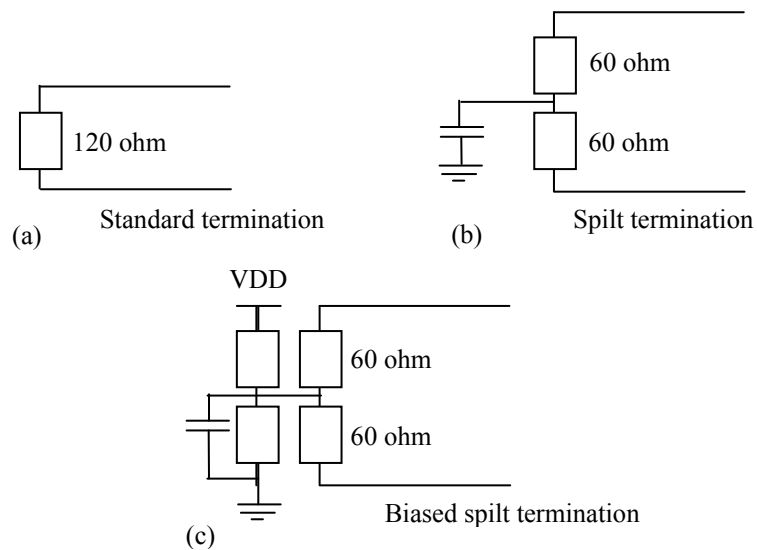 60 ohm
120 ohm
60 ohm
(a)
Standard termination
(b)
Spilt termination
VDD
60 ohm
60 ohm
(c)
Biased spilt termination